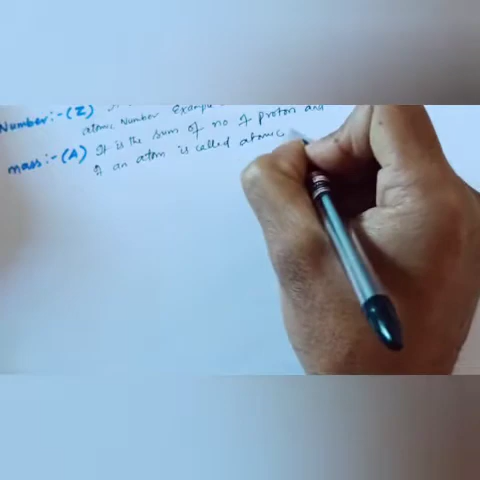 Number:-(Z)
atomic Number Example
mass:-(A) It is the sum of no of proton and
of an atom is called atomic